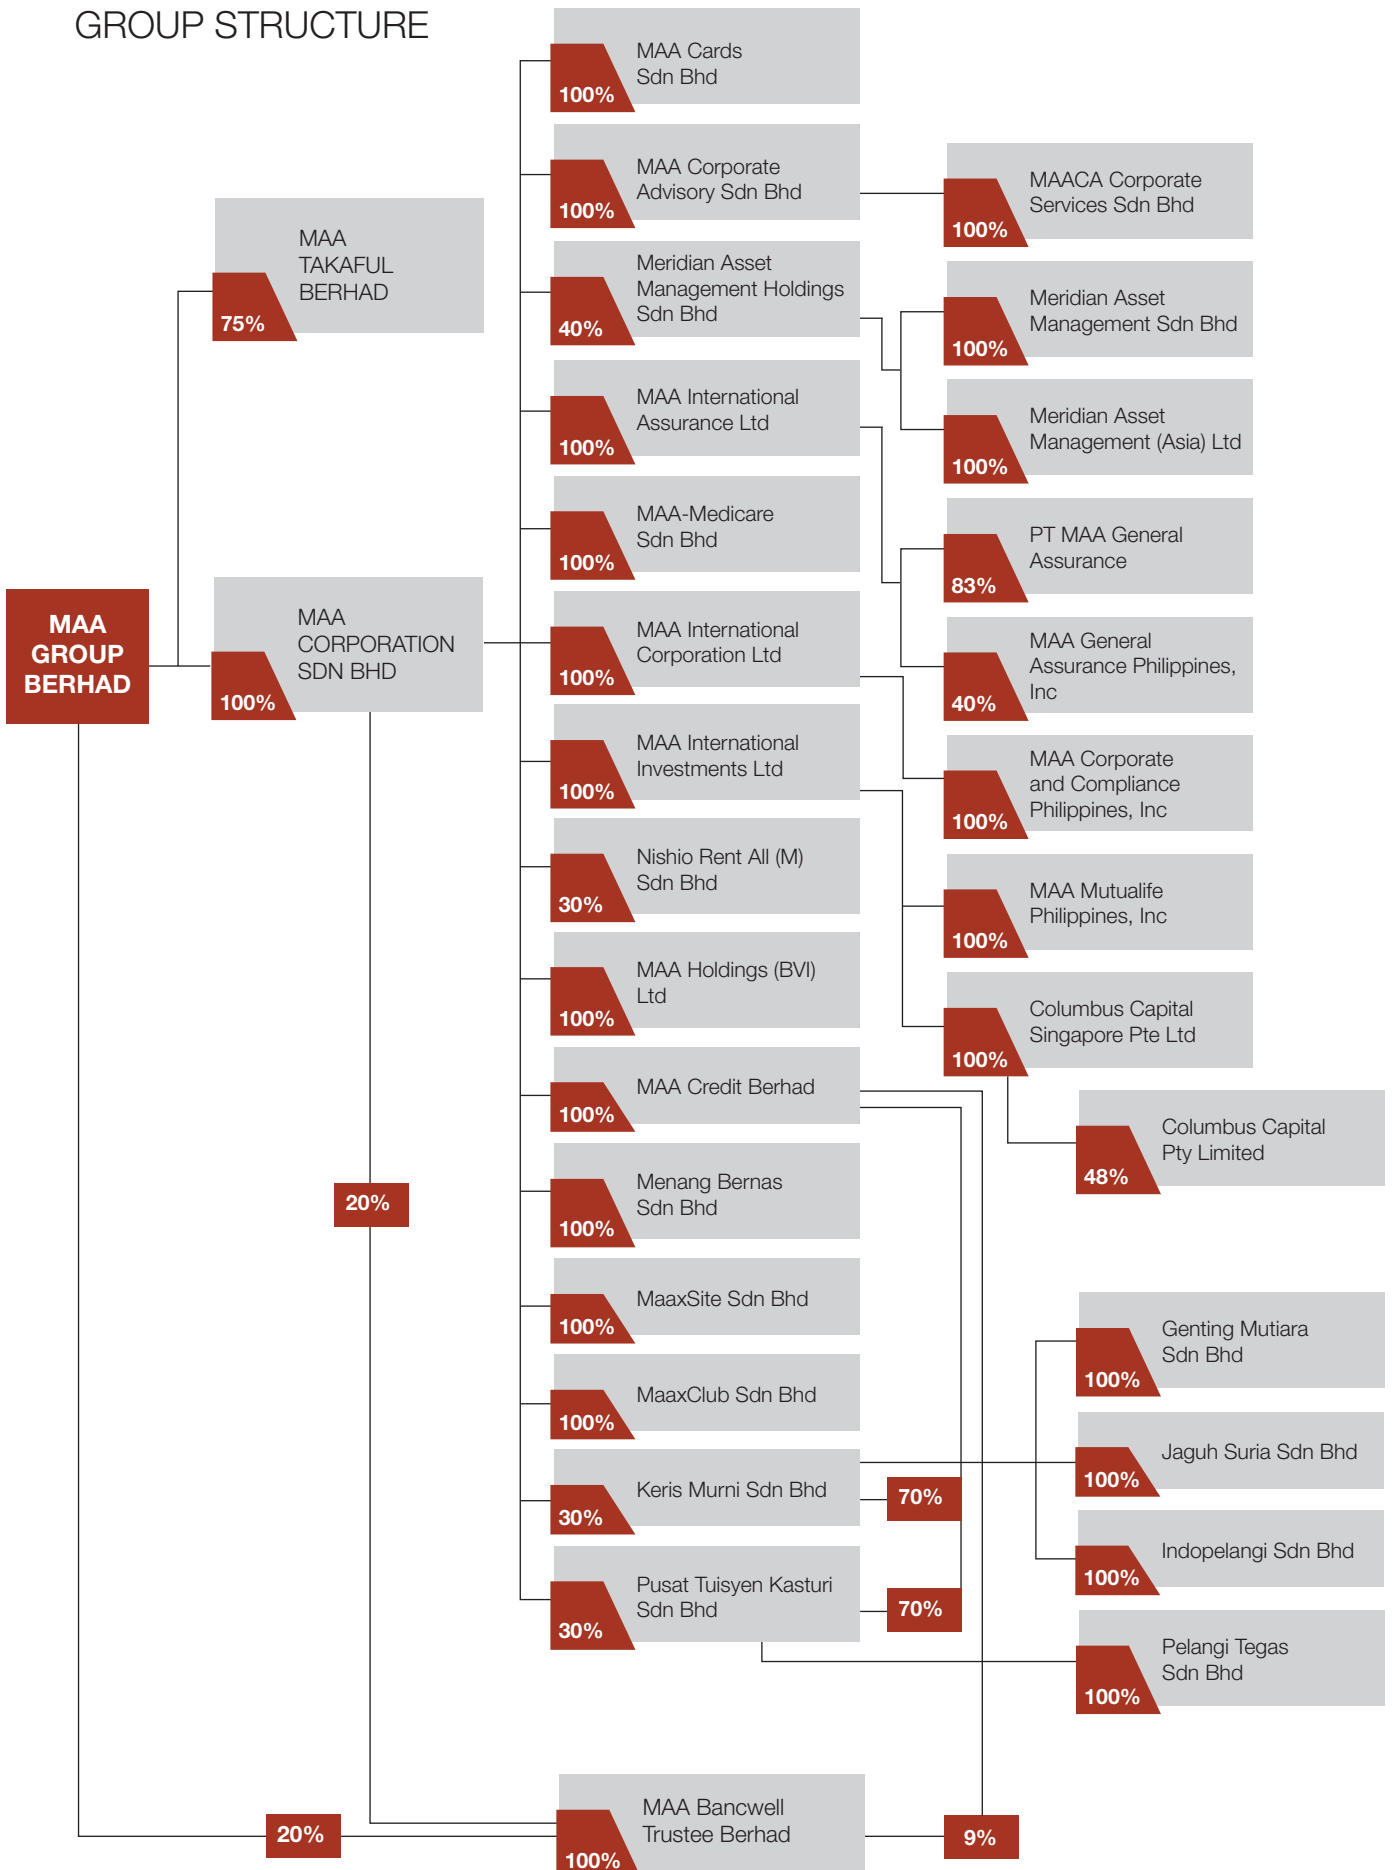 GROUP STRUCTURE
MAA
GROUP
BERHAD
MAA
TAKAFUL
BERHAD
75%
MAA
CORPORATION
SDN BHD
100%
MAA Cards
Sdn Bhd
100%
MAA Corporate
Advisory Sdn Bhd
100%
Meridian Asset
Management Holdings
Sdn Bhd
40%
MAA International
Assurance Ltd
100%
MAA-Medicare
Sdn Bhd
100%
MAA International
Corporation Ltd
100%
MAA International
Investments Ltd
100%
Nishio Rent All (M)
Sdn Bhd
30%
MAA Holdings (BVI)
Ltd
100%
MAA Credit Berhad
100%
Menang Bernas
Sdn Bhd
100%
MaaxSite Sdn Bhd
100%
MaaxClub Sdn Bhd
100%
Keris Murni Sdn Bhd
30%
70%
Pusat Tuisyen Kasturi
Sdn Bhd
30%
70%
MAACA Corporate
Services Sdn Bhd
100%
Meridian Asset
Management Sdn Bhd
100%
Meridian Asset
Management (Asia) Ltd
100%
PT MAA General
Assurance
83%
MAA General
Assurance Philippines,
Inc
40%
MAA Corporate
and Compliance
Philippines, Inc
100%
MAA Mutualife
Philippines, Inc
100%
Columbus Capital
Singapore Pte Ltd
100%
Columbus Capital
Pty Limited
48%
Genting Mutiara
Sdn Bhd
100%
Jaguh Suria Sdn Bhd
100%
Indopelangi Sdn Bhd
100%
Pelangi Tegas
Sdn Bhd
100%
20%
20%
MAA Bancwell
Trustee Berhad
100%
9%